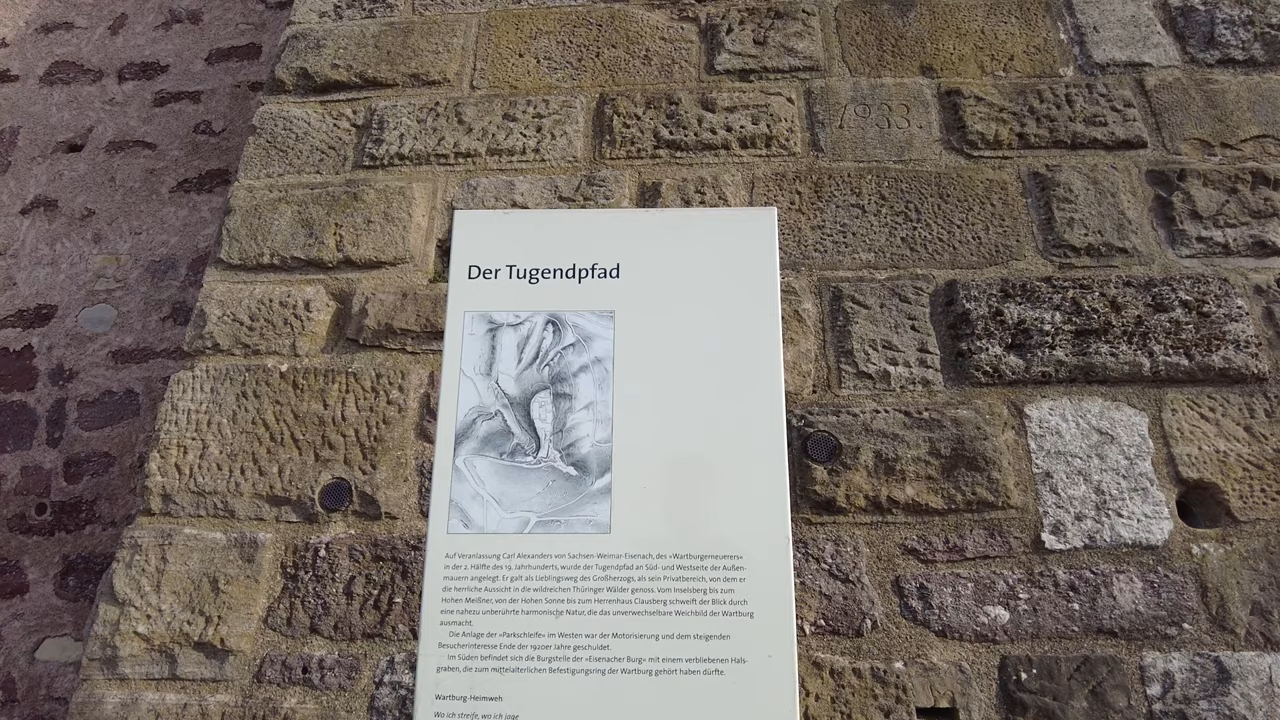 1933.
Der Tugendpfad
Auf Veranlassung Carl Alexanders von Sachsen-Weimar-Eisenach, des »Wartburgerneuerers«
in der 2. Hälfte des 19. Jahrhunderts, wurde der Tugendpfad an Süd- und Westseite der Außen-
mauern angelegt. Er galt als Lieblingsweg des Großherzogs, als sein Privatbereich, von dem er
die herrliche Aussicht in die wildreichen Thüringer Wälder genoss. Vom Inselsberg bis zum
Hohen Meißner, von der Hohen Sonne bis zum Herrenhaus Clausberg schweift der Blick durch
eine nahezu unberührte harmonische Natur, die das unverwechselbare Weichbild der Wartburg
ausmacht.
Die Anlage der »Parkschleife« im Westen war der Motorisierung und dem steigenden
Besucherinteresse Ende der 1920er Jahre geschuldet.
Im Süden befindet sich die Burgstelle der »Eisenacher Burg« mit einem verbliebenen Hals-
graben, die zum mittelalterlichen Befestigungsring der Wartburg gehört haben dürfte.
Wartburg-Heimweh
Wo ich streife, wo ich jage